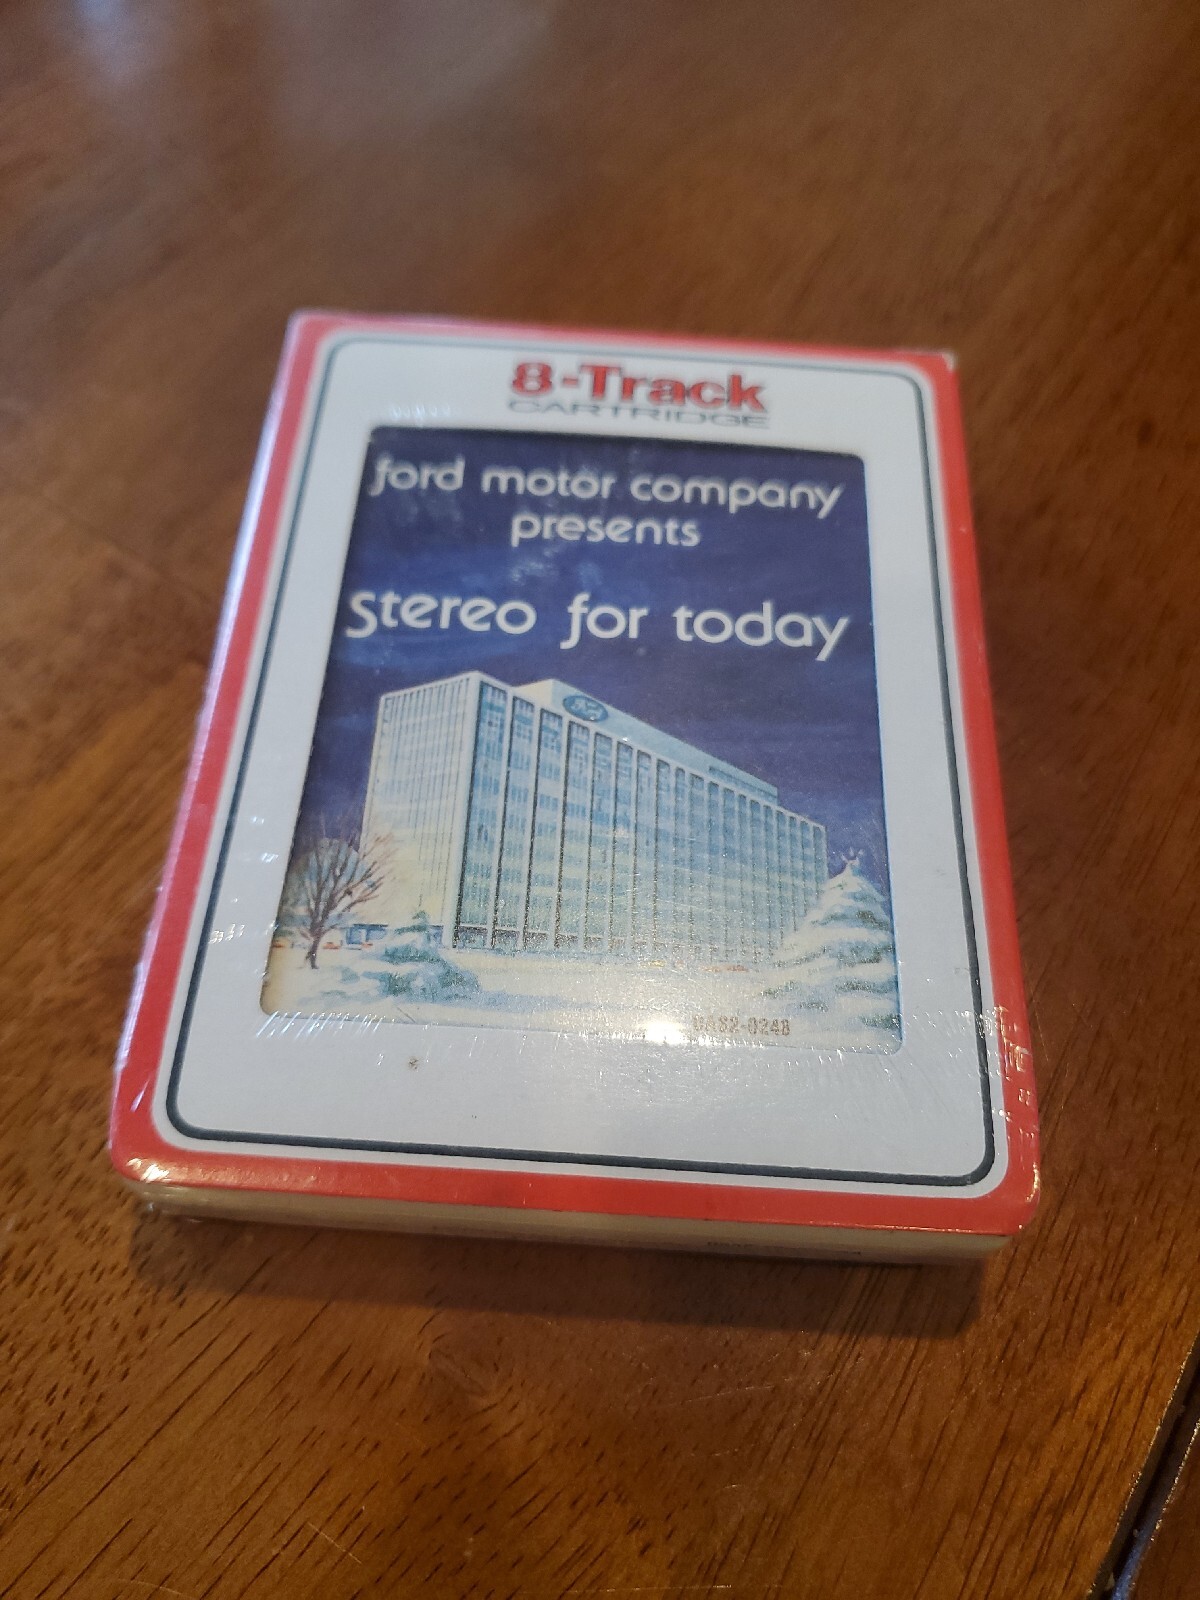 8-Track
CARTRIDGE
ford motor company
presents
stereo for today